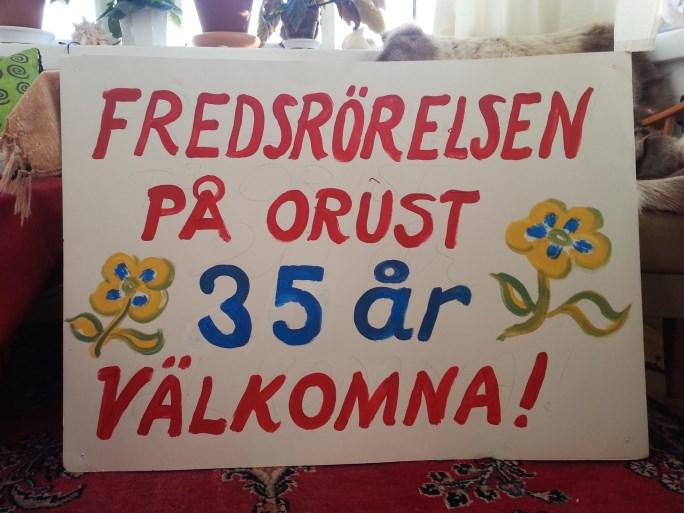 FREDSRÖRELSEN
PÅ ORUST
35 år
VÄLKOMNA!